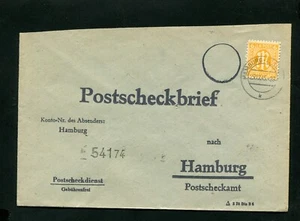 Postscheckbrief
Konto-Nr. des Absenders:
Hamburg
nach
54174
Hamburg
Postscheckdienst
Gebührenfrei
Postscheckamt